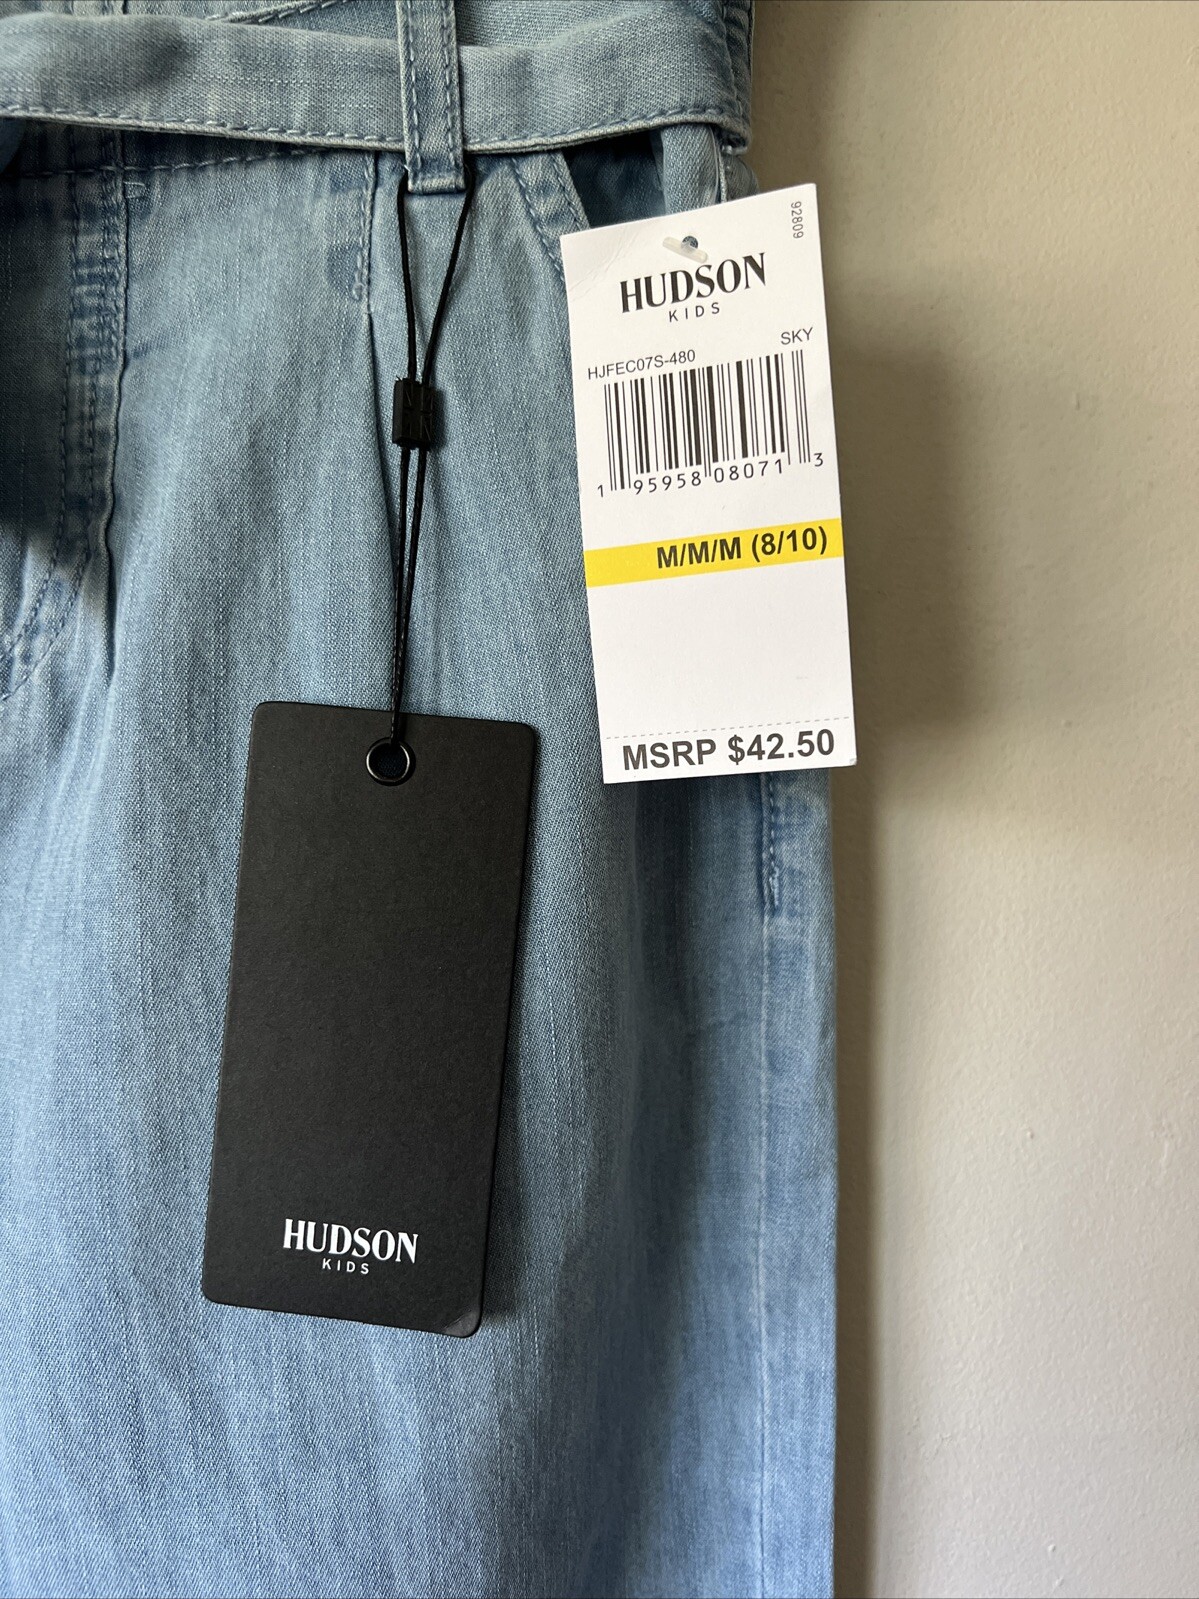 92809
HUDSON
KIDS
SKY
HJFEC07S-480
1 95958 08071 3
M/M/M (8/10)
MSRP $42.50
HUDSON
KIDS